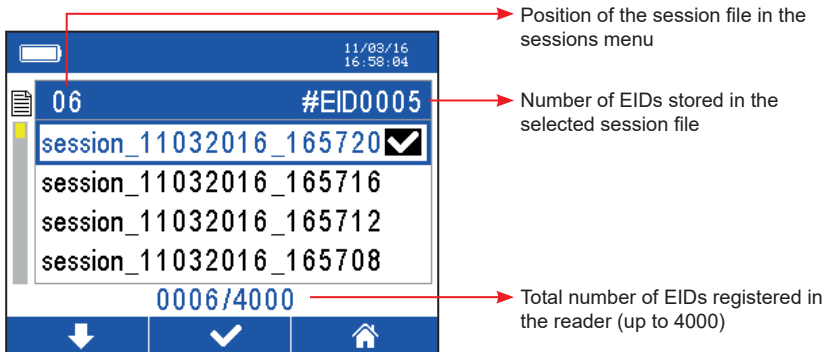 Position of the session file in the
sessions menu
11/03/16
16:58:04
06 #EID0005
Number of EIDs stored in the
selected session file
session_11032016_165720
session_11032016_165716
session_11032016_165712
session_11032016_165708
0006/4000
Total number of EIDs registered in
the reader (up to 4000)